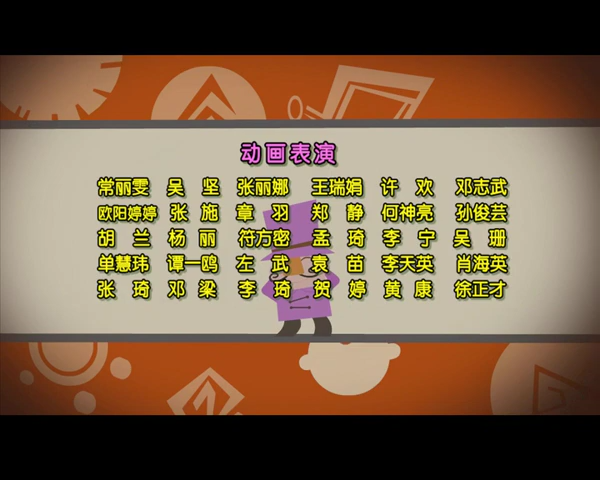 动画表演
常丽雯 吴 坚 张丽娜 王瑞娟 许 欢 邓志武
欧阳婷婷 张 施 章 羽 郑 静 何神亮 孙俊芸
胡 兰 杨 丽 符方密 孟 琦 李 宁 吴 珊
单慧玮 谭一鸥 左 武 袁 苗 李天英 肖海英
张 琦 邓 梁 李 琦 贺 婷 黄 康 徐正才